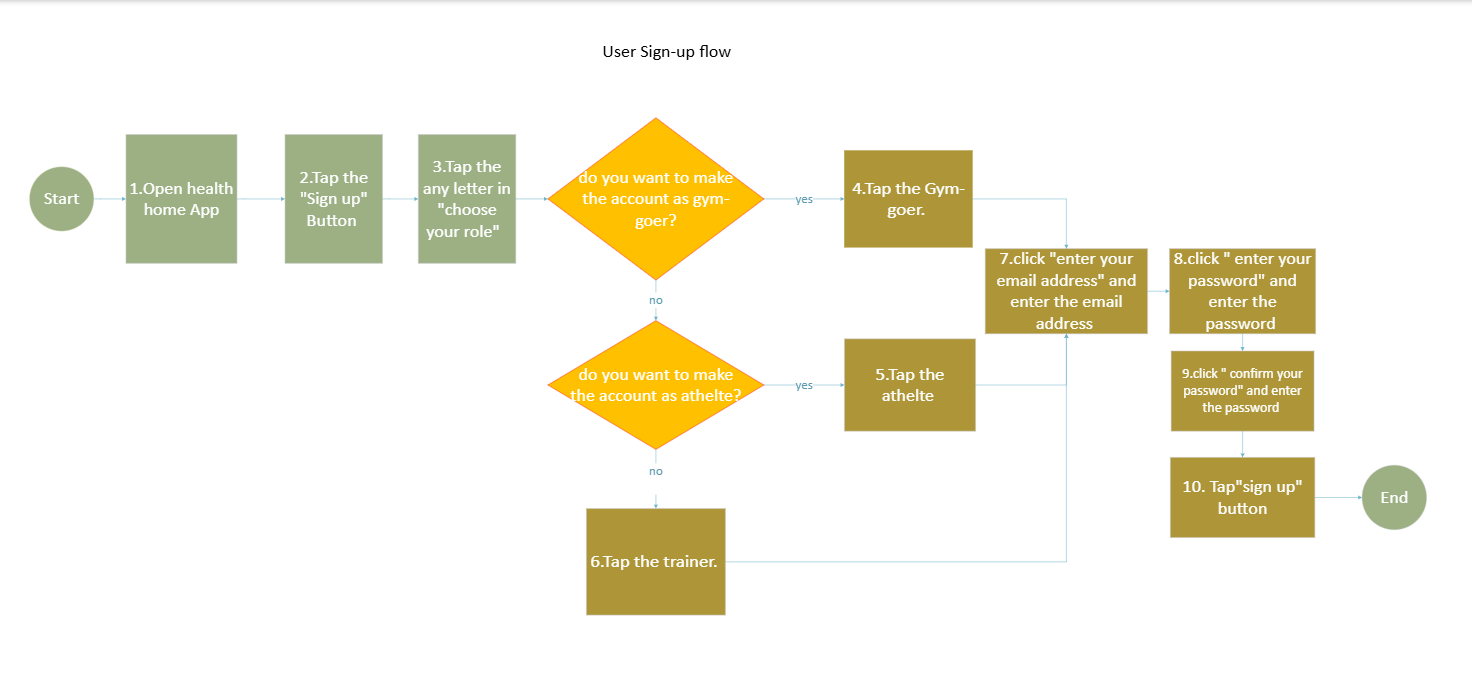 User Sign-up flow
Start
1.Open health
home App
2.Tap the
"Sign up"
Button
3.Tap the
any letter in
"choose
your role"
do you want to make
the account as gym-
goer?
yes
4.Tap the Gym-
goer.
no
do you want to make
the account as athelte?
yes
5.Tap the
athelte
no
6.Tap the trainer.
7.click "enter your
email address" and
enter the email
address
8.click " enter your
password" and
enter the
password
9.click " confirm your
password" and enter
the password
10. Tap"sign up"
button
End